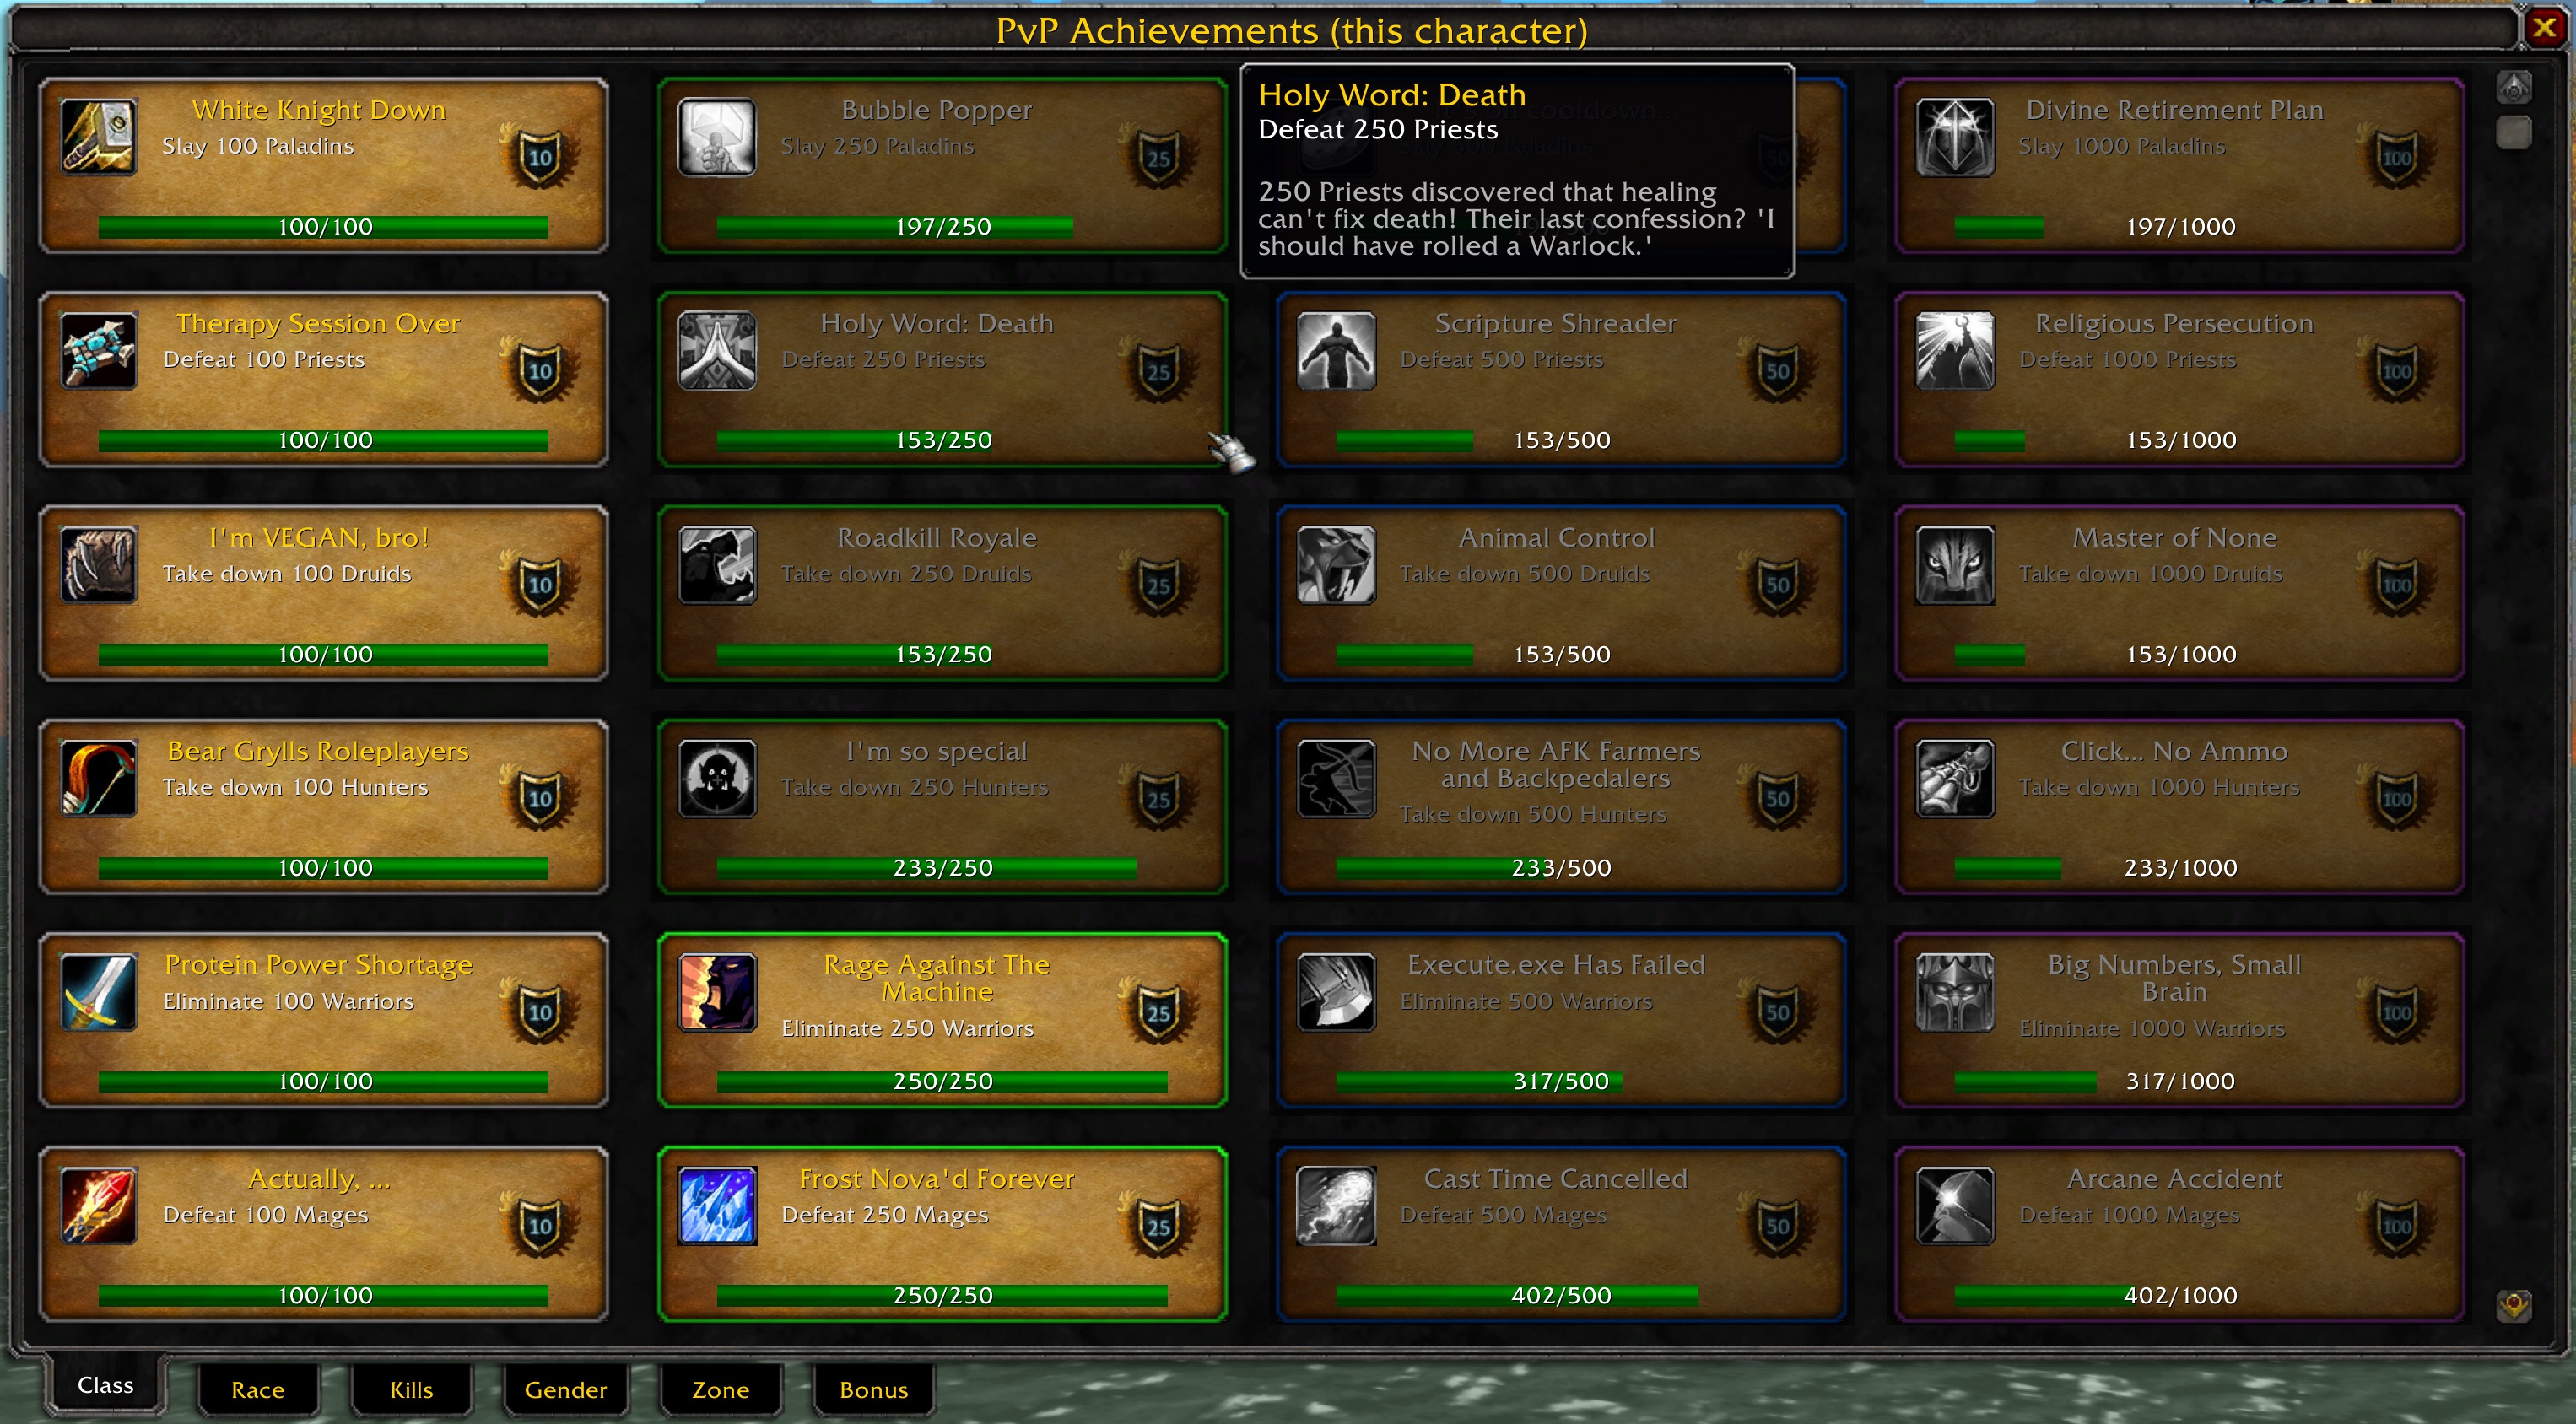 PvP Achievements (this character)
White Knight Down
Slay 100 Paladins
10
100/100
Bubble Popper
Slay 250 Paladins
25
197/250
Holy Word: Death
Defeat 250 Priests
250 Priests discovered that healing
can't fix death! Their last confession? 'I
should have rolled a Warlock.'
cooldown...
50
Divine Retirement Plan
Slay 1000 Paladins
100
197/1000
Therapy Session Over
Defeat 100 Priests
10
100/100
Holy Word: Death
Defeat 250 Priests
25
153/250
Scripture Shreader
Defeat 500 Priests
50
153/500
Religious Persecution
Defeat 1000 Priests
100
153/1000
I'm VEGAN, bro!
Take down 100 Druids
10
100/100
Roadkill Royale
Take down 250 Druids
25
153/250
Animal Control
Take down 500 Druids
50
153/500
Master of None
Take down 1000 Druids
100
153/1000
Bear Grylls Roleplayers
Take down 100 Hunters
10
100/100
I'm so special
Take down 250 Hunters
25
233/250
No More AFK Farmers
and Backpedalers
Take down 500 Hunters
50
233/500
Click... No Ammo
Take down 1000 Hunters
100
233/1000
Protein Power Shortage
Eliminate 100 Warriors
10
100/100
Rage Against The
Machine
Eliminate 250 Warriors
25
250/250
Execute.exe Has Failed
Eliminate 500 Warriors
50
317/500
Big Numbers, Small
Brain
Eliminate 1000 Warriors
100
317/1000
Actually, ...
Defeat 100 Mages
10
100/100
Frost Nova'd Forever
Defeat 250 Mages
25
250/250
Cast Time Cancelled
Defeat 500 Mages
50
402/500
Arcane Accident
Defeat 1000 Mages
100
402/1000
Class
Race
Kills
Gender
Zone
Bonus